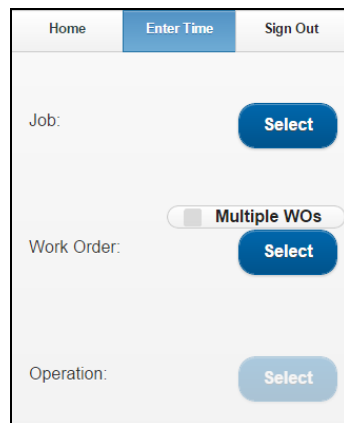 Home Enter Time Sign Out
Job: Select
Multiple WOs
Work Order: Select
Operation: Select